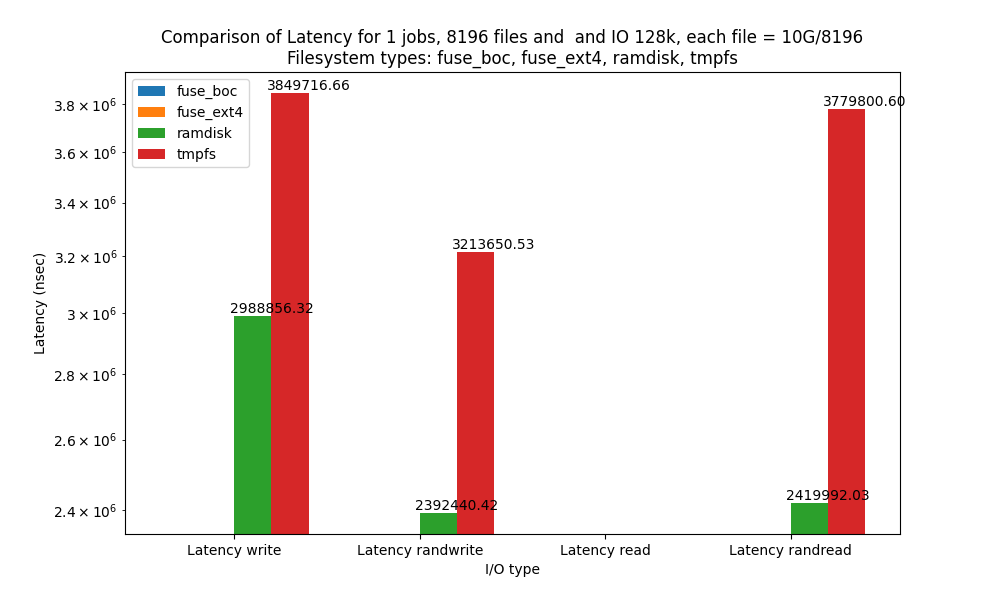 Comparison of Latency for 1 jobs, 8196 files and  and IO 128k, each file = 10G/8196
Filesystem types: fuse_boc, fuse_ext4, ramdisk, tmpfs
fuse_boc
fuse_ext4
ramdisk
tmpfs
3849716.66
3779800.60
3213650.53
2988856.32
2392440.42
2419992.03
3.8 × 10⁶
3.6 × 10⁶
3.4 × 10⁶
3.2 × 10⁶
3 × 10⁶
2.8 × 10⁶
2.6 × 10⁶
2.4 × 10⁶
Latency (nsec)
Latency write
Latency randwrite
Latency read
Latency randread
I/O type